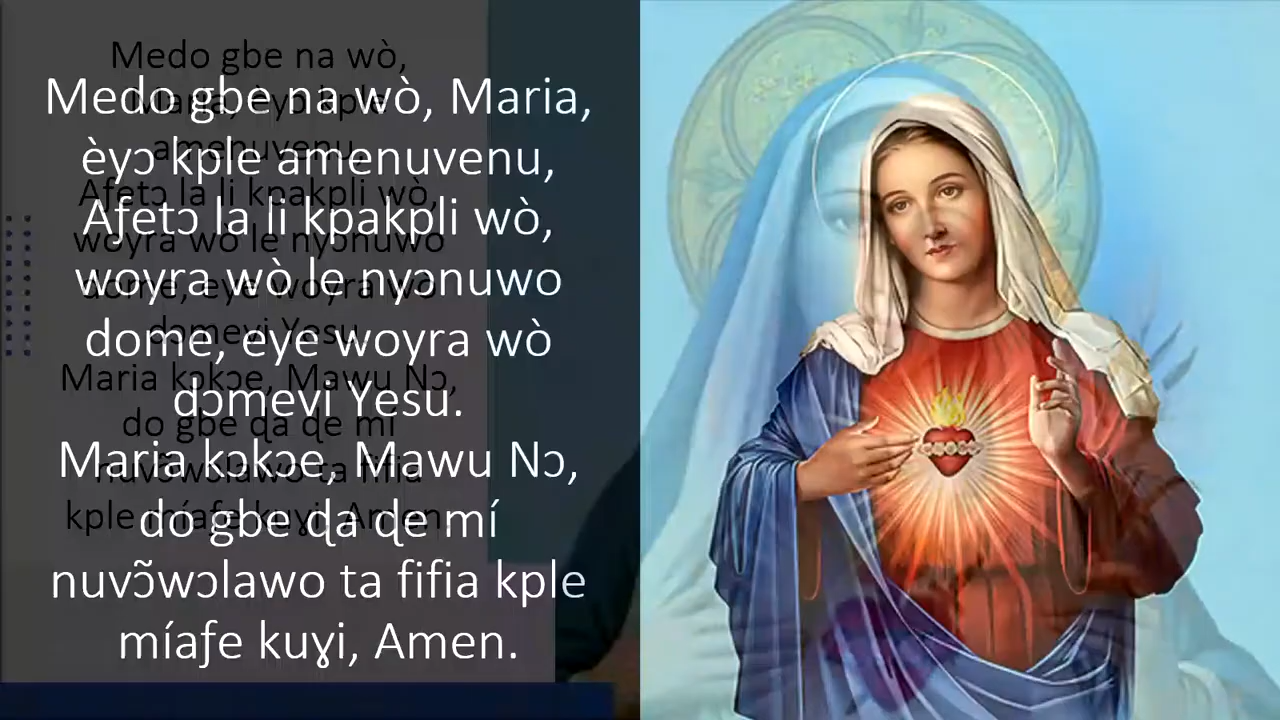 Medo gbe na wò, Maria,
èyɔ kple amenuvenu,
Aƒetɔ la li kpakpli wò,
woyra wò le nyɔnuwo
dome, eye woyra wò
dɔmevi Yesu.
Maria kɔkɔe, Mawu Nɔ,
do gbe ɖa ɖe mí
nuvɔ̃wɔlawo ta fifia kple
míaƒe kuɣi, Amen.